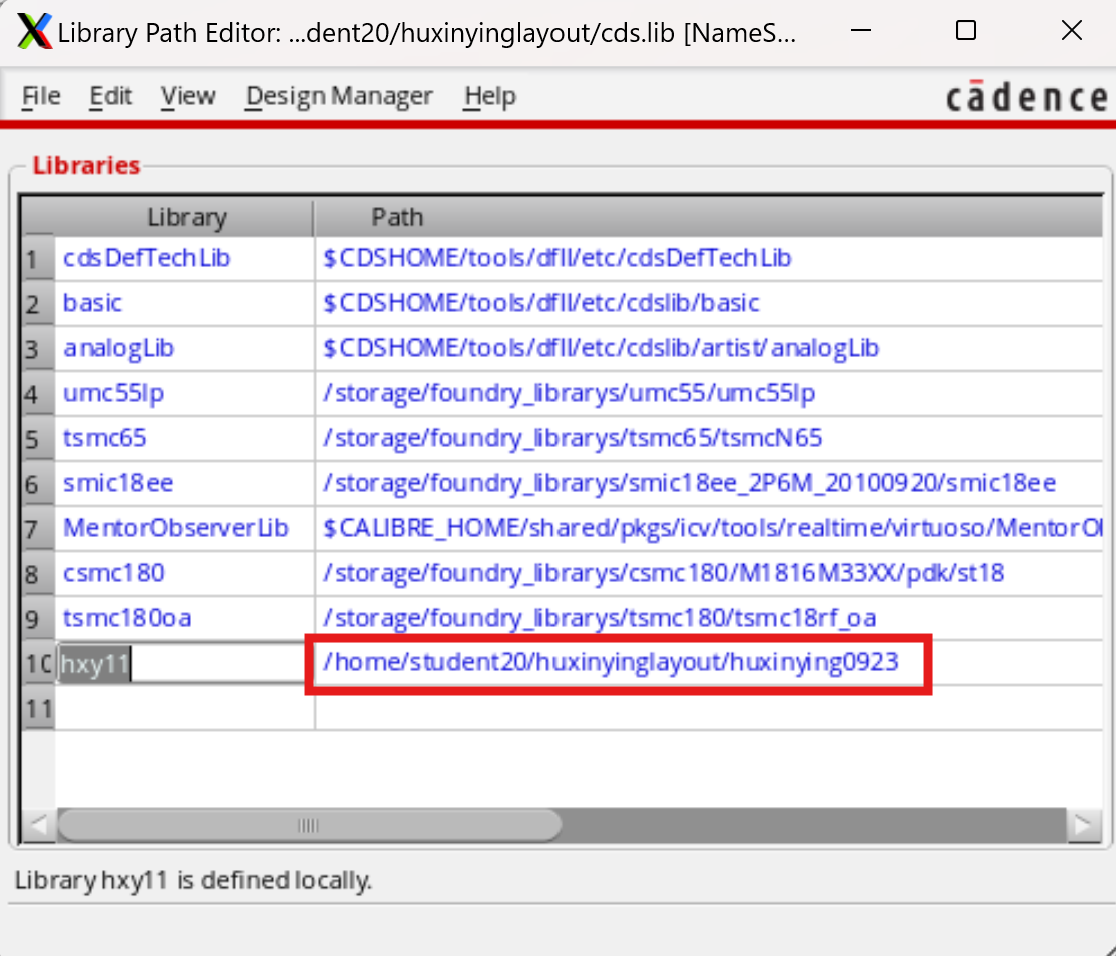 Library Path Editor: ...dent20/huxinyinglayout/cds.lib [NameS...
File Edit View Design Manager Help
cādence
Libraries
Library Path
1 cdsDefTechLib $CDSHOME/tools/dfII/etc/cdsDefTechLib
2 basic $CDSHOME/tools/dfII/etc/cdslib/basic
3 analogLib $CDSHOME/tools/dfII/etc/cdslib/artist/analogLib
4 umc55lp /storage/foundry_librarys/umc55/umc55lp
5 tsmc65 /storage/foundry_librarys/tsmc65/tsmcN65
6 smic18ee /storage/foundry_librarys/smic18ee_2P6M_20100920/smic18ee
7 MentorObserverLib $CALIBRE_HOME/shared/pkgs/icv/tools/realtime/virtuoso/MentorO
8 csmc180 /storage/foundry_librarys/csmc180/M1816M33XX/pdk/st18
9 tsmc180oa /storage/foundry_librarys/tsmc180/tsmc18rf_oa
10 hxy11 /home/student20/huxinyinglayout/huxinying0923
11
Library hxy11 is defined locally.